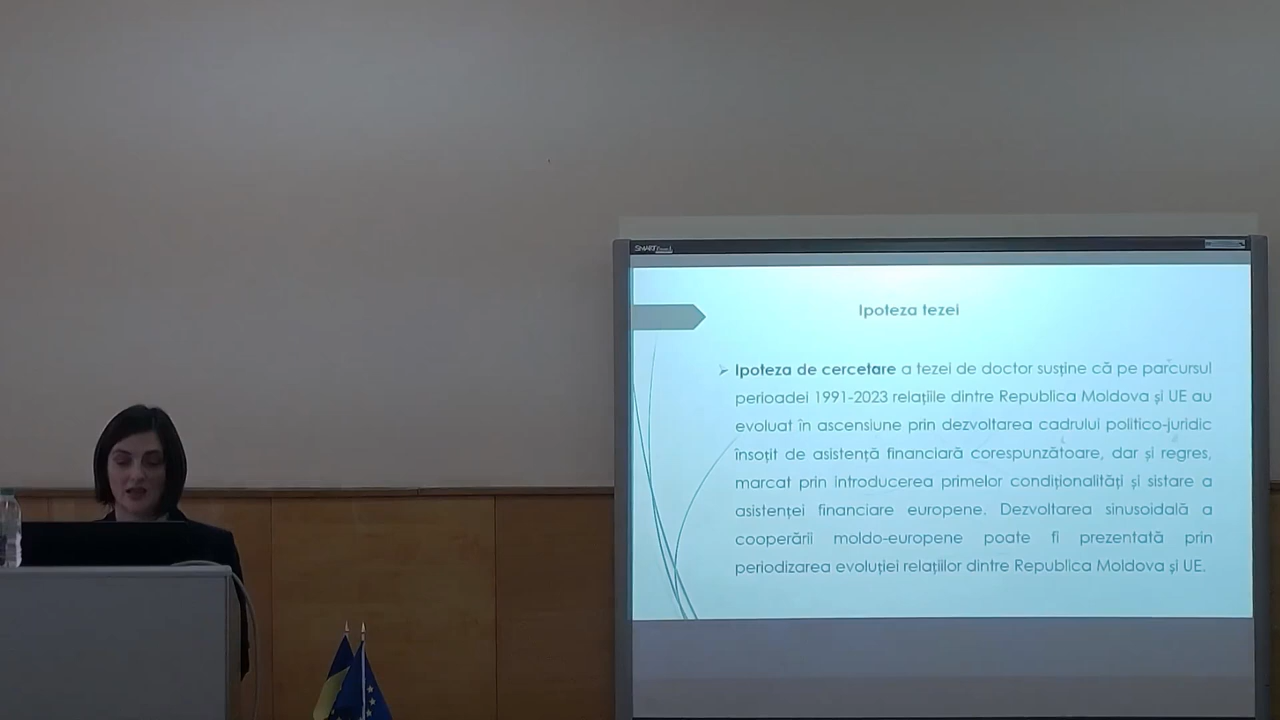 SMART Board
Ipoteza tezei
Ipoteza de cercetare a tezei de doctor susține că pe parcursul
perioadei 1991-2023 relațiile dintre Republica Moldova și UE au
evoluat în ascensiune prin dezvoltarea cadrului politico-juridic
însoțit de asistență financiară corespunzătoare, dar și regres,
marcat prin introducerea primelor condiționalități și sistare a
asistenței financiare europene. Dezvoltarea sinusoidală a
cooperării moldo-europene poate fi prezentată prin
periodizarea evoluției relațiilor dintre Republica Moldova și UE.